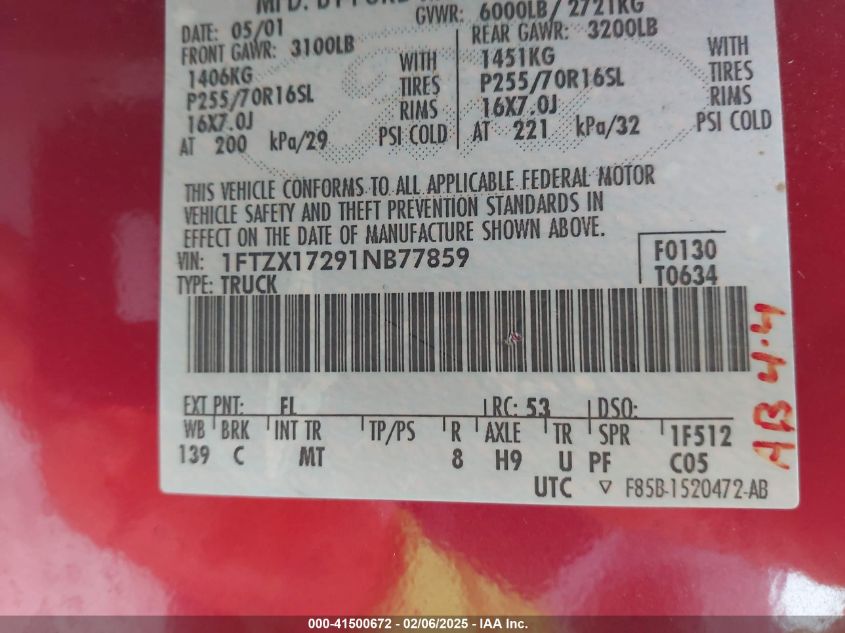 MFD. BY FORD
GVWR: 6000LB/ 2721KG
DATE: 05/01
FRONT GAWR: 3100LB
REAR GAWR: 3200LB
1406KG WITH
1451KG WITH
P255/70R16SL TIRES
P255/70R16SL TIRES
16X7.0J RIMS
16X7.0J RIMS
AT 200 kPa/29 PSI COLD
AT 221 kPa/32 PSI COLD
THIS VEHICLE CONFORMS TO ALL APPLICABLE FEDERAL MOTOR
VEHICLE SAFETY AND THEFT PREVENTION STANDARDS IN
EFFECT ON THE DATE OF MANUFACTURE SHOWN ABOVE.
VIN: 1FTZX17291NB77859
F0130
TYPE: TRUCK
T0634
EXT PNT: FL RC: 53 DSO:
WB BRK INT TR TP/PS R AXLE TR SPR 1F512
139 C MT 8 H9 U PF C05
UTC ▽ F85B-1520472-AB
AB 4.4
000-41500672 - 02/06/2025 - IAA Inc.